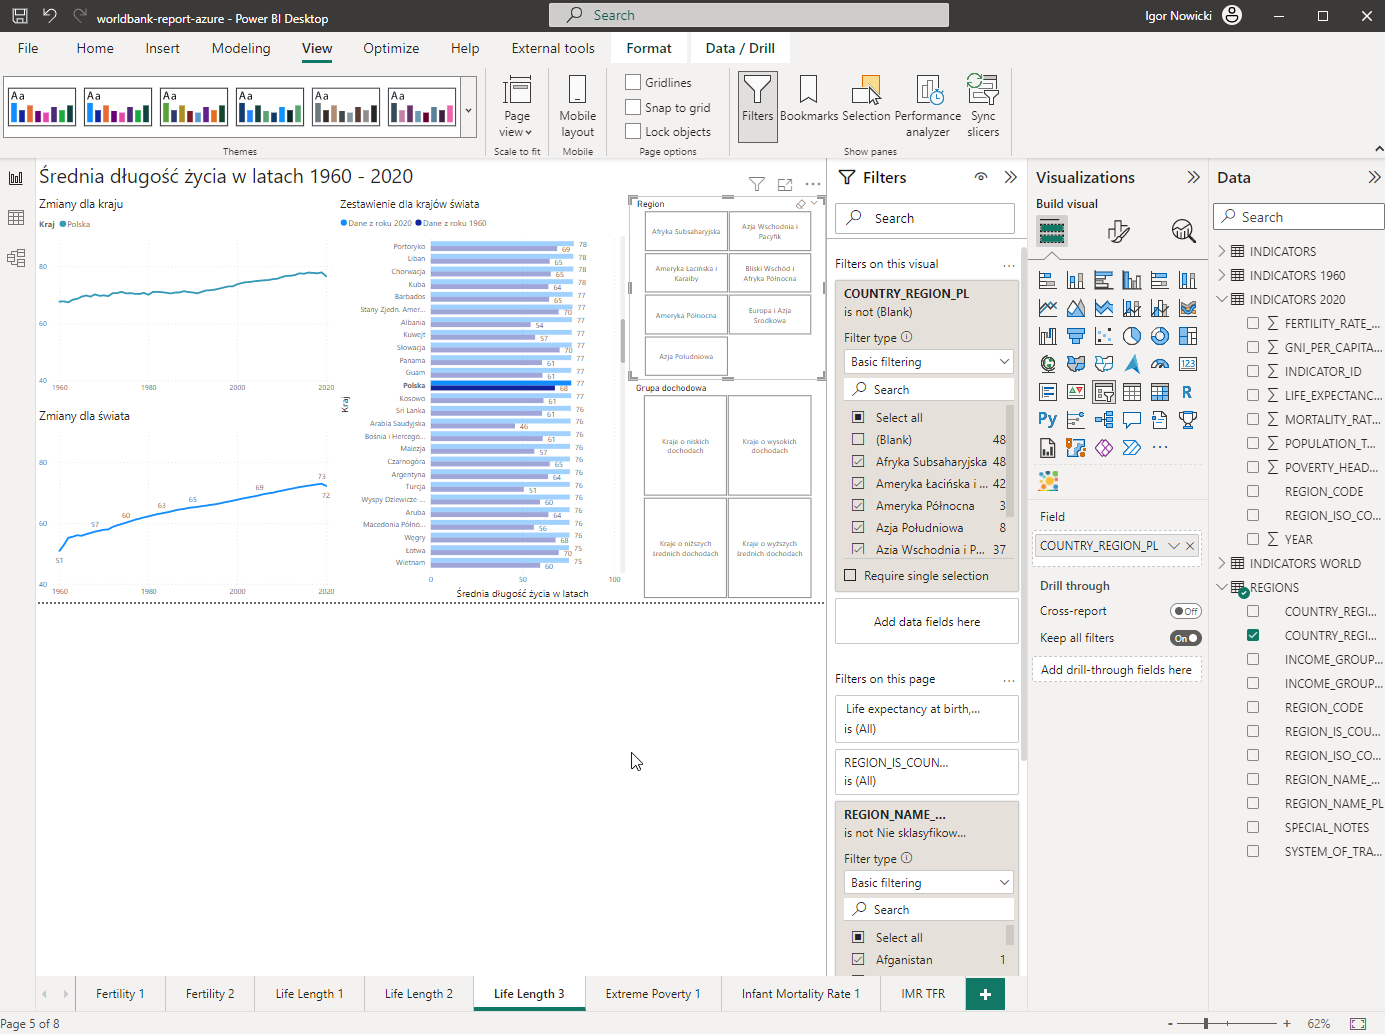 worldbank-report-azure - Power BI Desktop
Search
Igor Nowicki
File
Home
Insert
Modeling
View
Optimize
Help
External tools
Format
Data / Drill
Aa
Aa
Aa
Aa
Aa
Aa
Themes
Page view
Scale to fit
Mobile layout
Mobile
Gridlines
Snap to grid
Lock objects
Page options
Filters
Bookmarks
Selection
Performance analyzer
Sync slicers
Show panes
Średnia długość życia w latach 1960 - 2020
Zmiany dla kraju
Kraj Polska
80
60
40
1960 1980 2000 2020
Zmiany dla świata
80
60
40
51 57 60 63 65 69 73 72
1960 1980 2000 2020
Zestawienie dla krajów świata
Dane z roku 2020 Dane z roku 1960
Kraj
Portoryko 78 69
Liban 78 65
Chorwacja 78 65
Kuba 78 64
Barbados 77 65
Stany Zjedn. Amer... 77 70
Albania 77 54
Kuwejt 77 57
Słowacja 77 70
Panama 77 61
Guam 77 61
Polska 77 68
Kosowo 77 61
Sri Lanka 76 61
Arabia Saudyjska 76 46
Bośnia i Hercego... 76 61
Malezja 76 57
Czarnogóra 76 65
Argentyna 76 64
Turcja 76 51
Wyspy Dziewicze-... 76 60
Aruba 76 64
Macedonia Półno... 76 56
Węgry 76 68
Łotwa 75 70
Wietnam 75 60
0 50 100
Średnia długość życia w latach
Region
Afryka Subsaharyjska
Azja Wschodnia i Pacyfik
Ameryka Łacińska i Karaiby
Bliski Wschód i Afryka Północna
Ameryka Północna
Europa i Azja Środkowa
Azja Południowa
Grupa dochodowa
Kraje o niskich dochodach
Kraje o wysokich dochodach
Kraje o niższych średnich dochodach
Kraje o wyższych średnich dochodach
Filters
Search
Filters on this visual ...
COUNTRY_REGION_PL
is not (Blank)
Filter type
Basic filtering
Search
Select all
(Blank) 48
Afryka Subsaharyjska 48
Ameryka Łacińska i ... 42
Ameryka Północna 3
Azja Południowa 8
Azja Wschodnia i P... 37
Require single selection
Add data fields here
Filters on this page ...
Life expectancy at birth,...
is (All)
REGION_IS_COUN...
is (All)
REGION_NAME_...
is not Nie sklasyfikow...
Filter type
Basic filtering
Search
Select all
Afganistan 1
Visualizations
Build visual
123
R
Py
...
Field
COUNTRY_REGION_PL
Drill through
Cross-report Off
Keep all filters On
Add drill-through fields here
Data
Search
INDICATORS
INDICATORS 1960
INDICATORS 2020
FERTILITY_RATE_...
GNI_PER_CAPITA...
INDICATOR_ID
LIFE_EXPECTANC...
MORTALITY_RAT...
POPULATION_T...
POVERTY_HEAD...
REGION_CODE
REGION_ISO_CO...
YEAR
INDICATORS WORLD
REGIONS
COUNTRY_REGI...
COUNTRY_REGI...
INCOME_GROUP...
INCOME_GROUP...
REGION_CODE
REGION_IS_COU...
REGION_ISO_CO...
REGION_NAME_...
REGION_NAME_PL
SPECIAL_NOTES
SYSTEM_OF_TRA...
Fertility 1
Fertility 2
Life Length 1
Life Length 2
Life Length 3
Extreme Poverty 1
Infant Mortality Rate 1
IMR TFR
+
Page 5 of 8
- + 62%